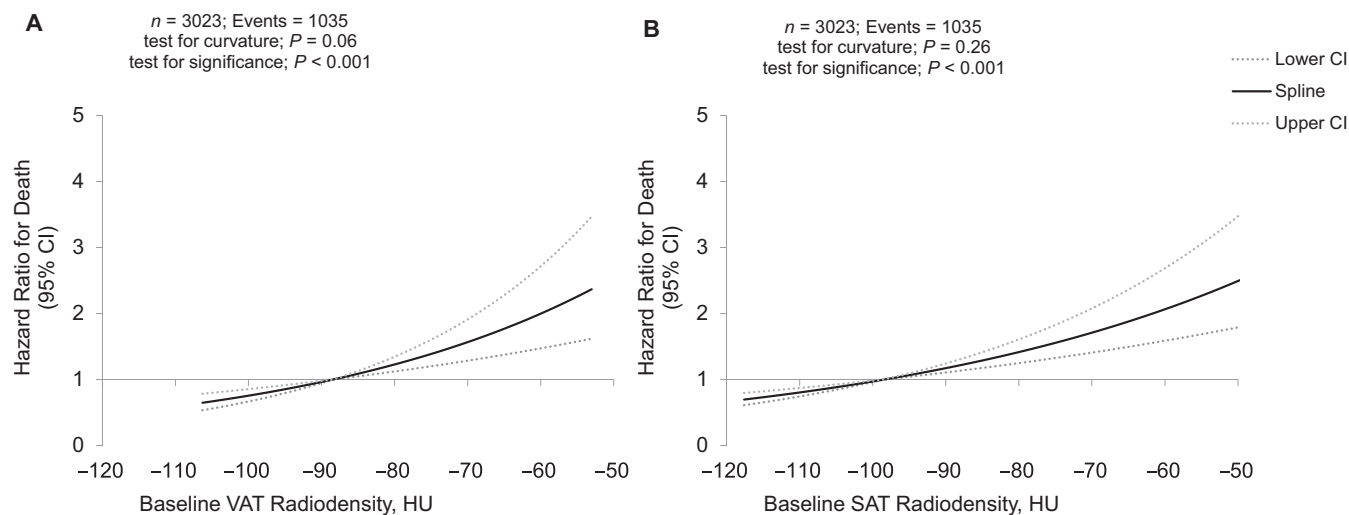 A
n = 3023; Events = 1035
test for curvature; P = 0.06
test for significance; P < 0.001
Hazard Ratio for Death
(95% CI)
5
4
3
2
1
0
–120 –110 –100 –90 –80 –70 –60 –50
Baseline VAT Radiodensity, HU
B
n = 3023; Events = 1035
test for curvature; P = 0.26
test for significance; P < 0.001
Hazard Ratio for Death
(95% CI)
5
4
3
2
1
0
–120 –110 –100 –90 –80 –70 –60 –50
Baseline SAT Radiodensity, HU
Lower CI
Spline
Upper CI